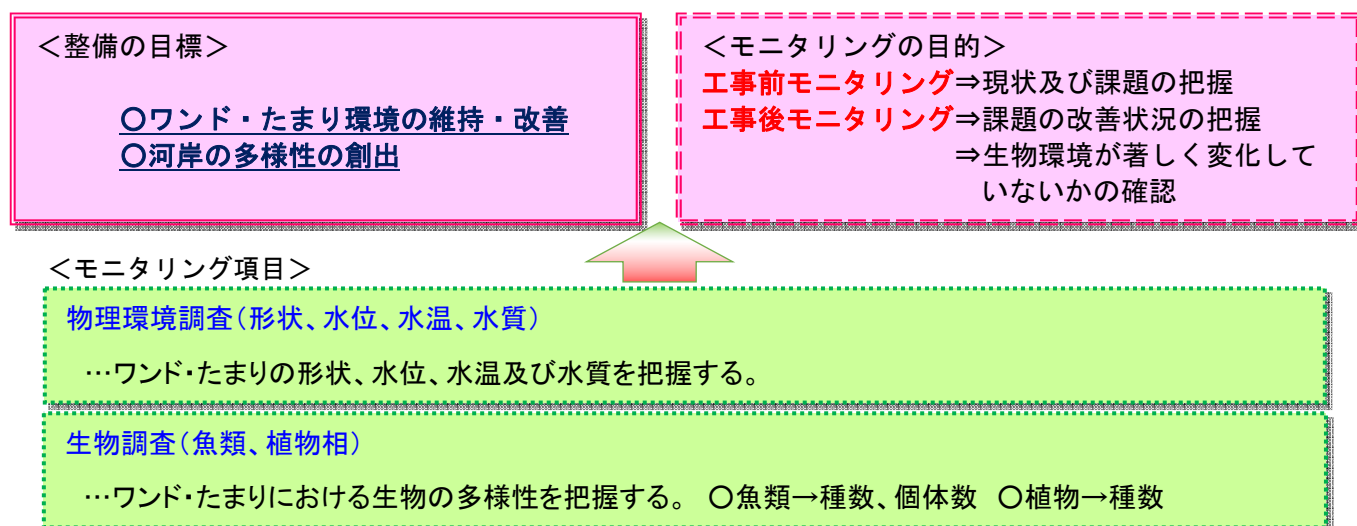 ＜整備の目標＞
〇ワンド・たまり環境の維持・改善
〇河岸の多様性の創出
＜モニタリングの目的＞
工事前モニタリング⇒現状及び課題の把握
工事後モニタリング⇒課題の改善状況の把握
⇒生物環境が著しく変化して
いないかの確認
＜モニタリング項目＞
物理環境調査（形状、水位、水温、水質）
…ワンド・たまりの形状、水位、水温及び水質を把握する。
生物調査（魚類、植物相）
…ワンド・たまりにおける生物の多様性を把握する。 〇魚類→種数、個体数 〇植物→種数